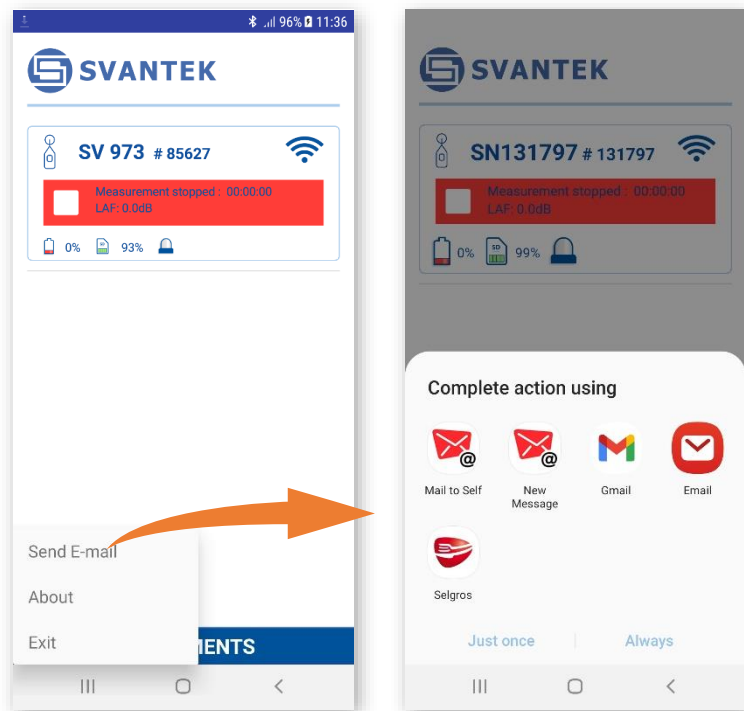 96% 11:36
SVANTEK
SV 973 # 85627
Measurement stopped : 00:00:00
LAF: 0.0dB
0% SD 93%
Send E-mail
About
Exit
MENTS
SVANTEK
SN131797 # 131797
Measurement stopped : 00:00:00
LAF: 0.0dB
0% SD 99%
Complete action using
Mail to Self
New
Message
Gmail
Email
Selgros
Just once
Always